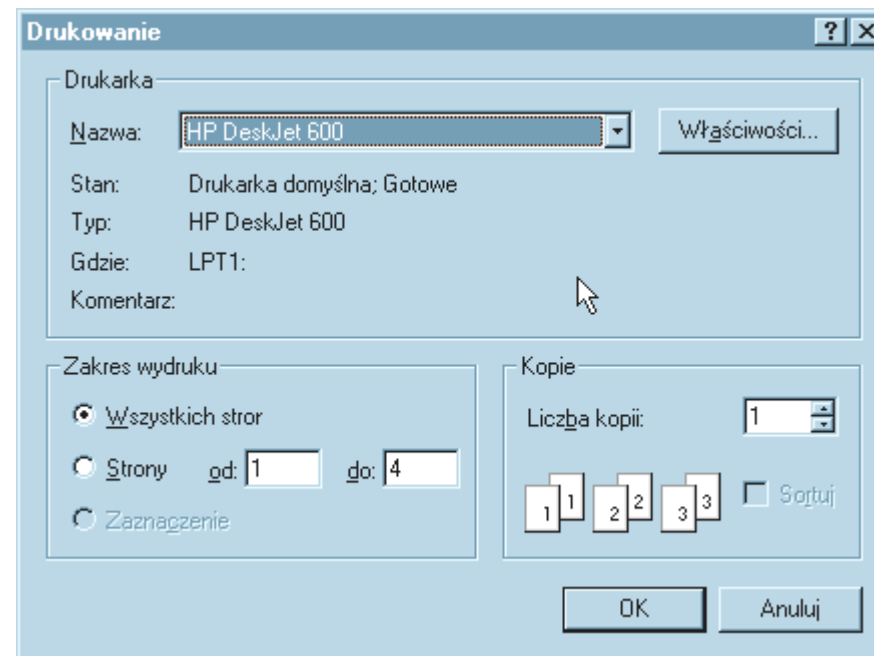 Drukowanie
Drukarka
Nazwa: HP DeskJet 600 Właściwości...
Stan: Drukarka domyślna; Gotowe
Typ: HP DeskJet 600
Gdzie: LPT1:
Komentarz:
Zakres wydruku
Wszystkich stror
Strony od: 1 do: 4
Zaznaczenie
Kopie
Liczba kopii: 1
1 1 2 2 3 3 Sortuj
OK Anuluj